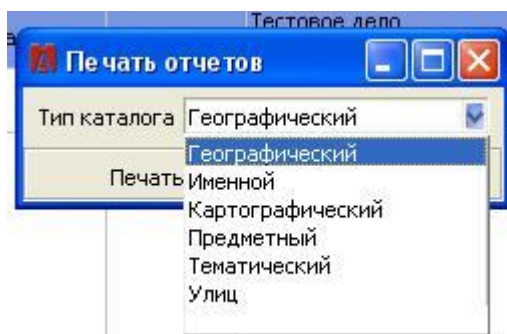 Тестовое дело
Печать отчетов
Тип каталога Географический
Печать
Географический
Именной
Картографический
Предметный
Тематический
Улиц